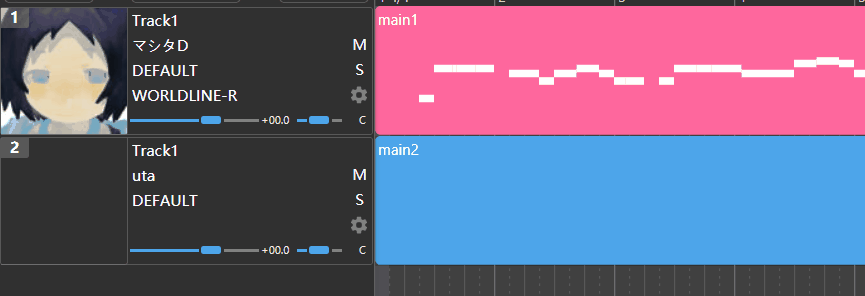 1
Track1
マシタD
M
DEFAULT
S
WORLDLINE-R
+00.0
C
main1
2
Track1
uta
M
DEFAULT
S
+00.0
C
main2